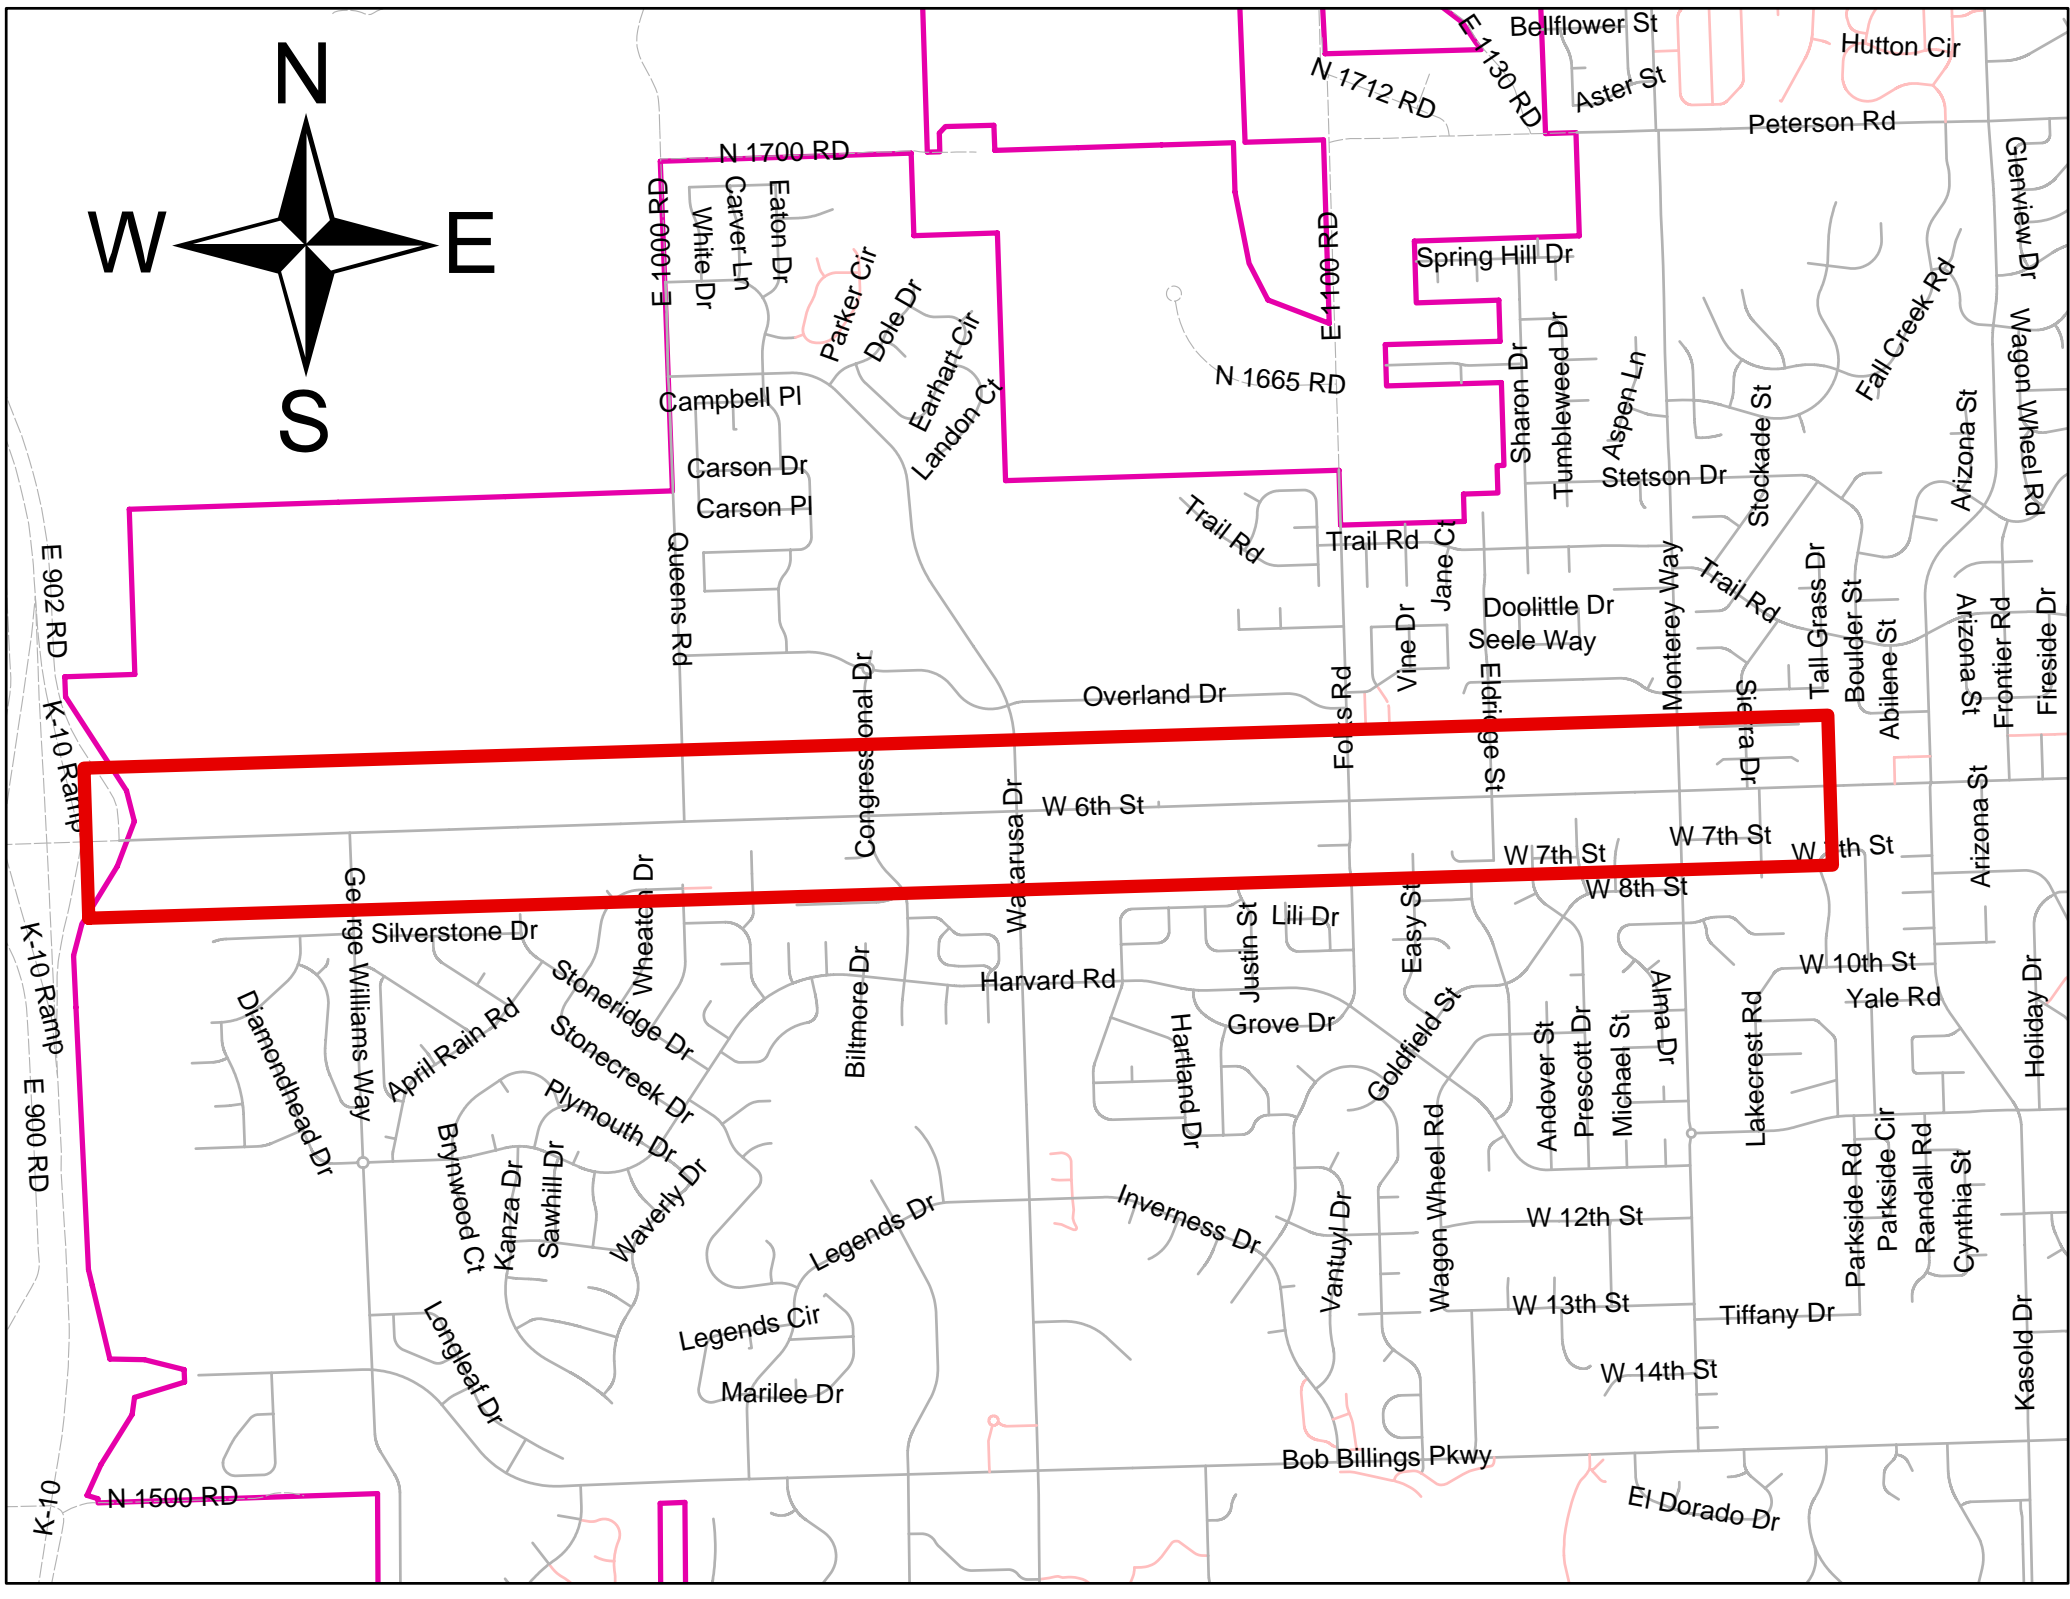 N
W
E
S
Bellflower St
Hutton Cir
E 1130 RD
N 1712 RD
Aster St
Peterson Rd
N 1700 RD
Glenview Dr
E 1000 RD
White Dr
Carver Ln
Eaton Dr
Parker Cir
Dole Dr
Earhart Cir
Landon Ct
E 1100 RD
Spring Hill Dr
Fall Creek Rd
Wagon Wheel Rd
N 1665 RD
Sharon Dr
Tumbleweed Dr
Aspen Ln
Stockade St
Arizona St
Campbell Pl
Carson Dr
Carson Pl
Stetson Dr
Trail Rd
Trail Rd
Jane Ct
Queens Rd
E 902 RD
Monterey Way
Trail Rd
Tall Grass Dr
Boulder St
Abilene St
Arizona St
Frontier Rd
Fireside Dr
Doolittle Dr
Seele Way
Vine Dr
Eldridge St
Sierra Dr
Congressional Dr
Overland Dr
Folks Rd
K-10 Ramp
Wakarusa Dr
W 6th St
W 7th St
W 7th St
W 7th St
Arizona St
W 8th St
George Williams Way
Silverstone Dr
Wheaton Dr
Lili Dr
Justin St
Easy St
K-10 Ramp
Stoneridge Dr
Biltmore Dr
Harvard Rd
W 10th St
Yale Rd
Holiday Dr
Diamondhead Dr
April Rain Rd
Stonecreek Dr
Plymouth Dr
Hartland Dr
Grove Dr
Goldfield St
Andover St
Prescott Dr
Michael St
Alma Dr
Lakecrest Rd
E 900 RD
Brynwood Ct
Kanza Dr
Sawhill Dr
Waverly Dr
Legends Dr
Inverness Dr
Vantuyl Dr
Wagon Wheel Rd
W 12th St
Parkside Rd
Parkside Cir
Randall Rd
Cynthia St
Longleaf Dr
Legends Cir
W 13th St
Tiffany Dr
Kasold Dr
Marilee Dr
W 14th St
Bob Billings Pkwy
K-10
N 1500 RD
El Dorado Dr